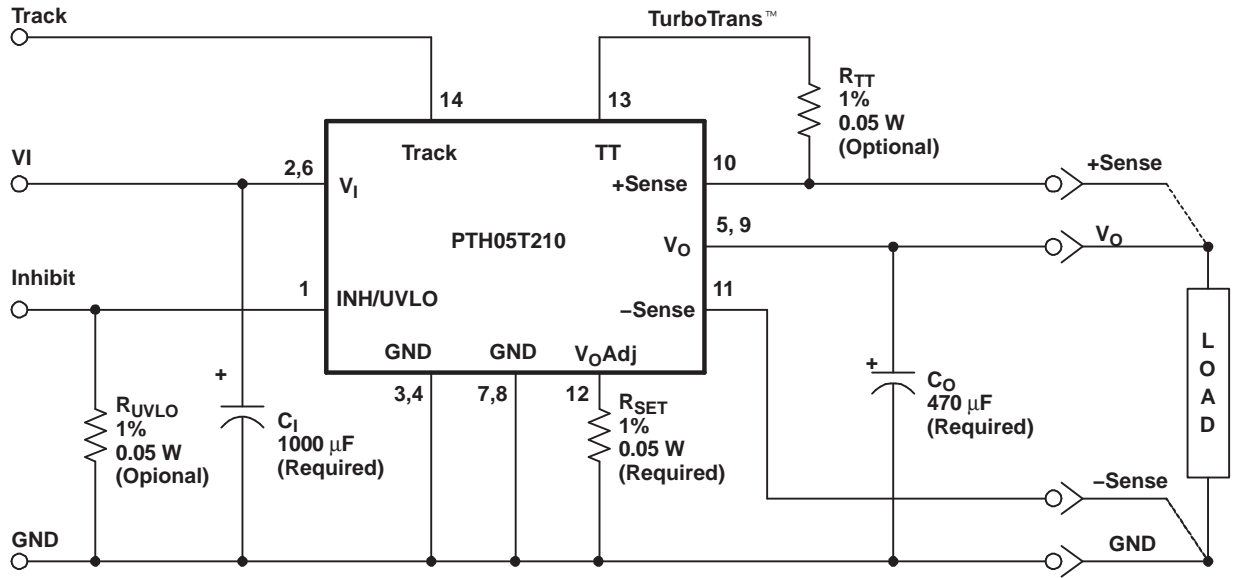 Track
TurboTrans™
RTT
1%
0.05 W
(Optional)
14
13
VI
2,6
Track
TT
10
+Sense
+Sense
VI
PTH05T210
5, 9
VO
VO
Inhibit
1
INH/UVLO
11
–Sense
GND
GND
VOAdj
3,4
7,8
12
RUVLO
1%
0.05 W
(Opional)
+
CI
1000 μF
(Required)
RSET
1%
0.05 W
(Required)
+
CO
470 μF
(Required)
L
O
A
D
–Sense
GND
GND